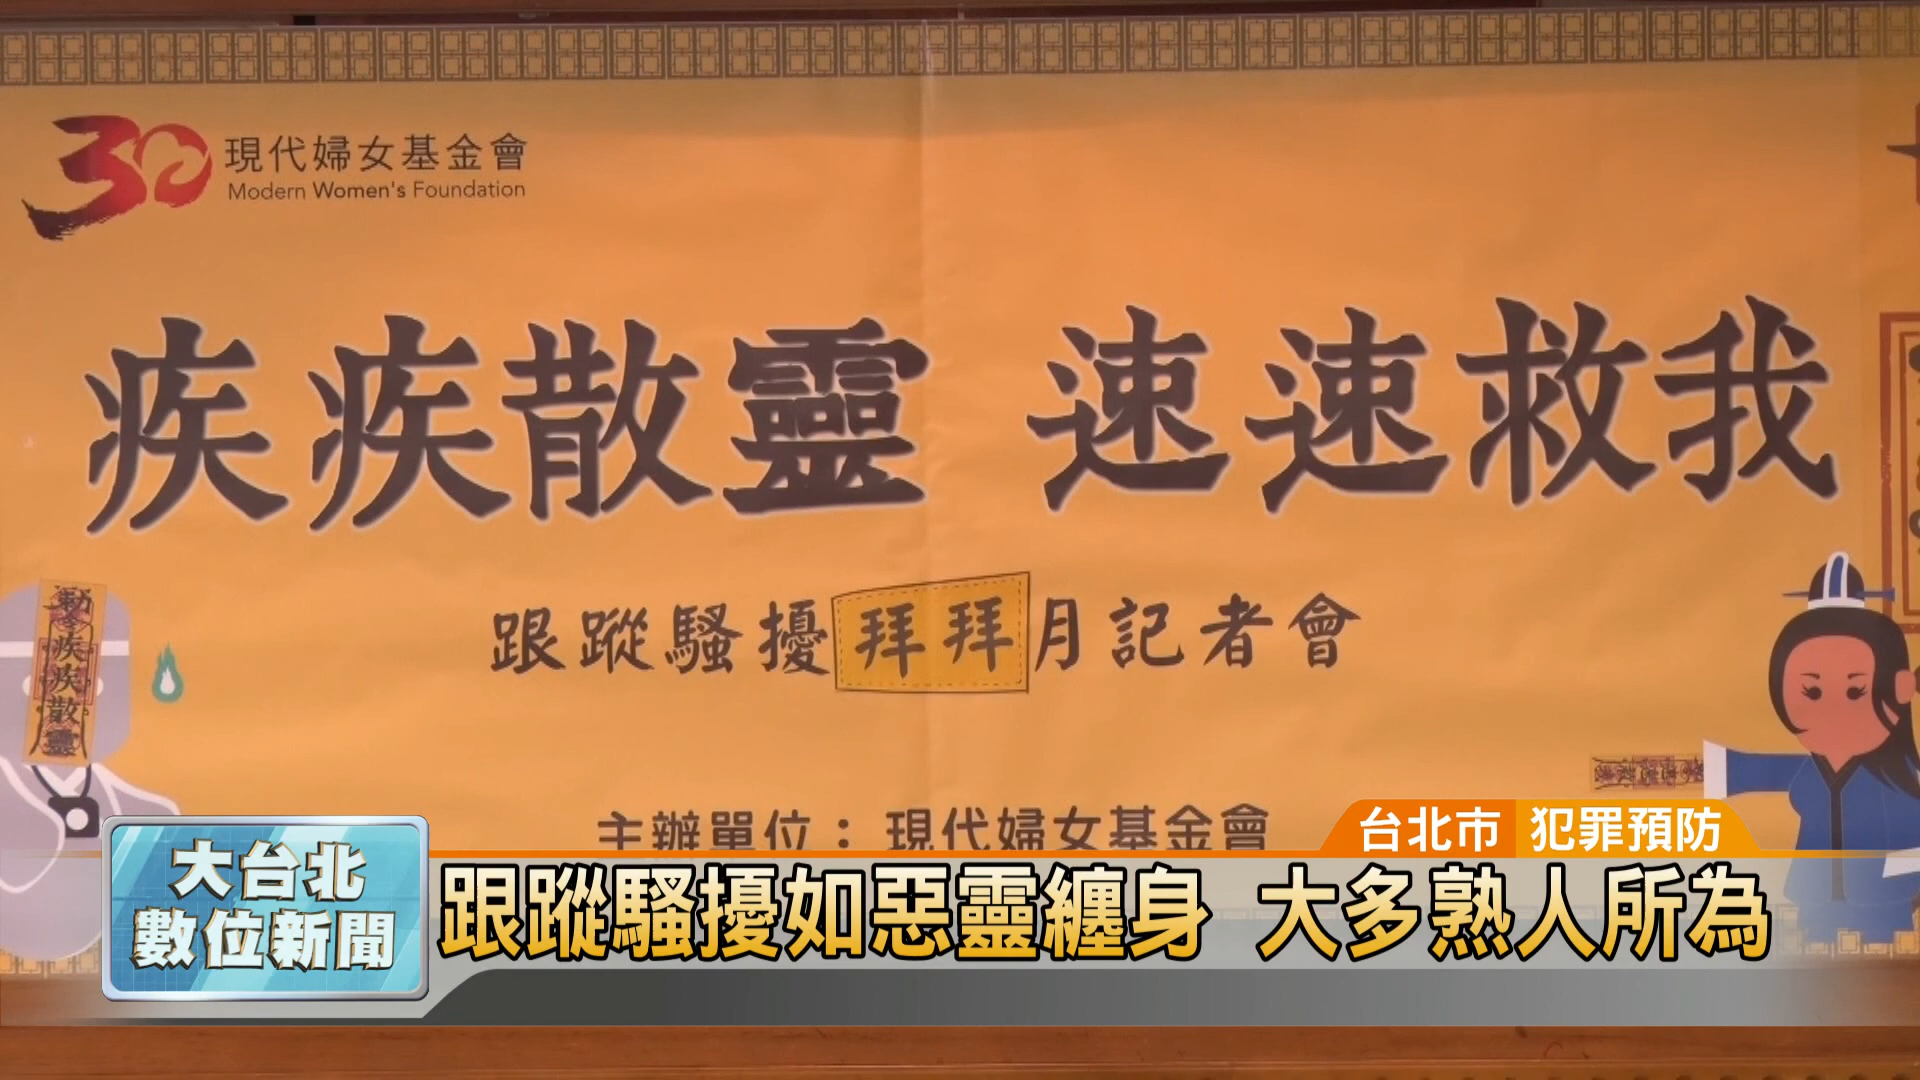 30
現代婦女基金會
Modern Women's Foundation
疾疾散靈 速速救我
跟蹤騷擾拜拜月記者會
勅令
疾疾散靈
主辦單位：現代婦女基金會
台北市 犯罪預防
大台北
數位新聞
跟蹤騷擾如惡靈纏身 大多熟人所為